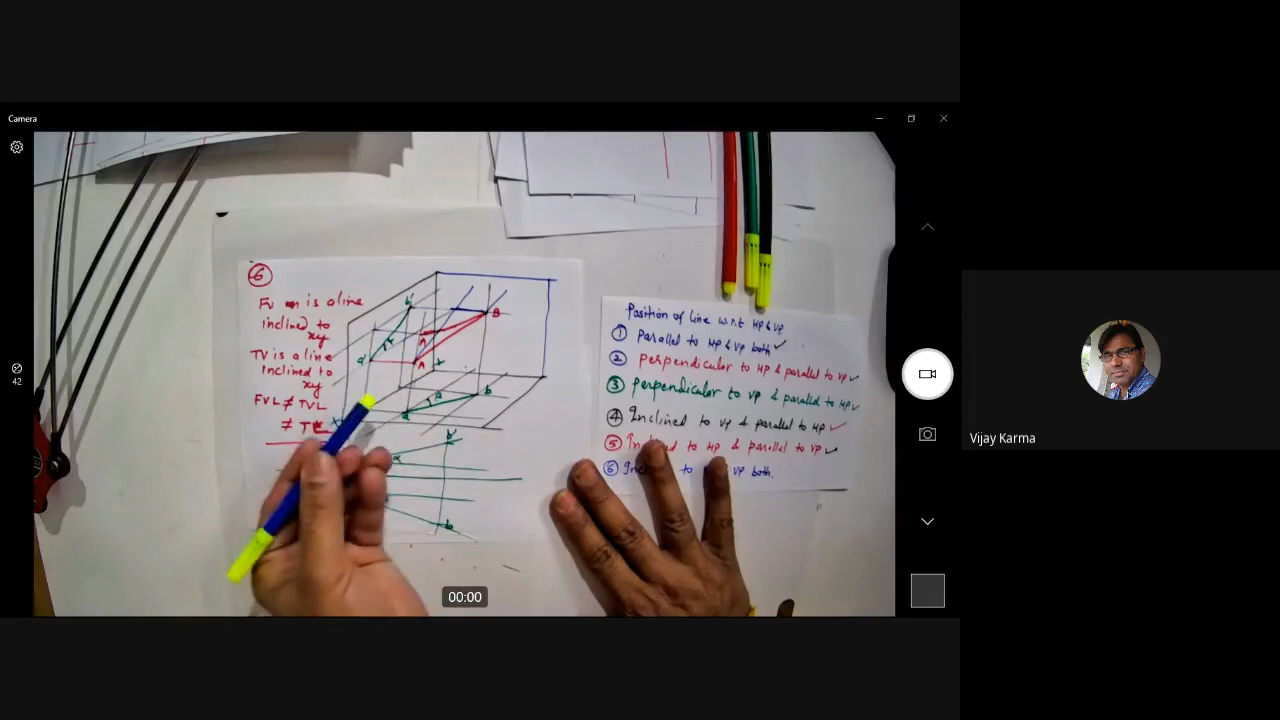 Camera
42
6
FV is a line
inclined to
xy
TV is a line
inclined to
xy
FVL ≠ TVL
≠ TL
b'
B
a'
A
b
a
b'
b
Position of Line w.r.t HP & VP
① Parallel to HP & VP both ✓
② perpendicular to HP & parallel to VP ✓
③ perpendicular to VP & parallel to HP ✓
④ Inclined to VP & parallel to HP ✓
⑤ to HP & parallel to VP ✓
⑥ to VP both.
00:00
Vijay Karma